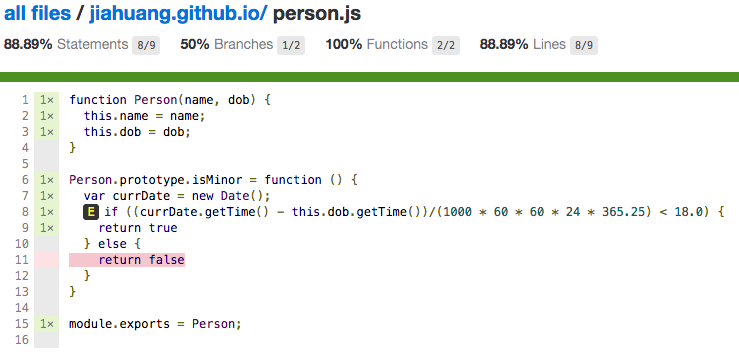 all files / jiahuang.github.io/ person.js
88.89% Statements 8/9 50% Branches 1/2 100% Functions 2/2 88.89% Lines 8/9
1 1× function Person(name, dob) {
2 1×   this.name = name;
3 1×   this.dob = dob;
4 }
5
6 1× Person.prototype.isMinor = function () {
7 1×   var currDate = new Date();
8 1×   E if ((currDate.getTime() - this.dob.getTime())/(1000 * 60 * 60 * 24 * 365.25) < 18.0) {
9 1×     return true
10   } else {
11     return false
12   }
13 }
14
15 1× module.exports = Person;
16